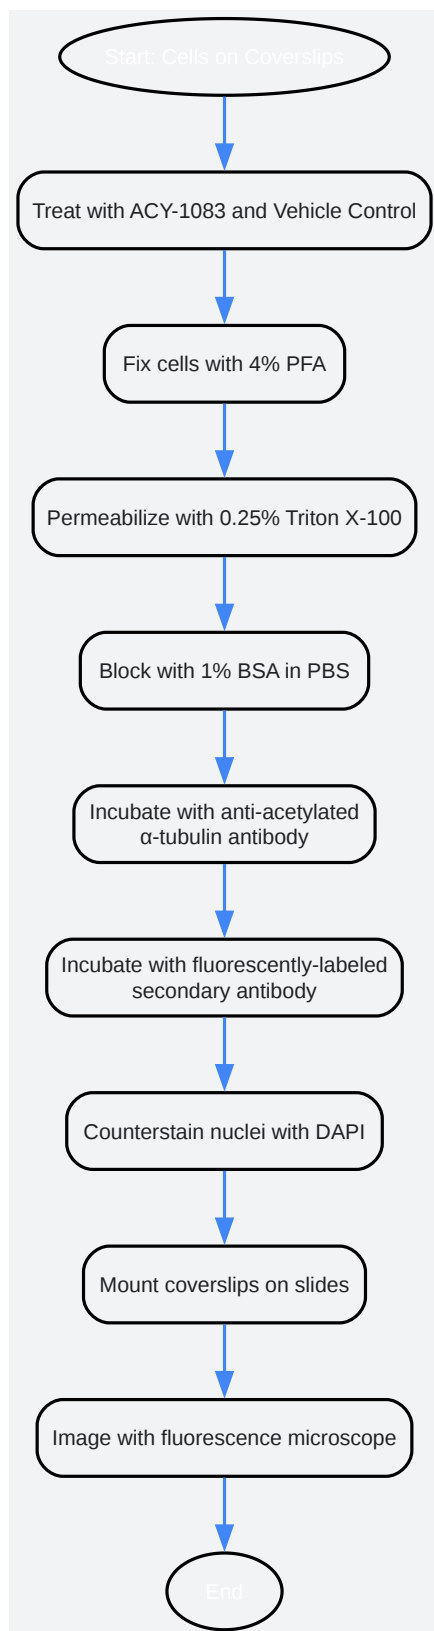 Start: Cells on Coverslips
Treat with ACY-1083 and Vehicle Control
Fix cells with 4% PFA
Permeabilize with 0.25% Triton X-100
Block with 1% BSA in PBS
Incubate with anti-acetylated
α-tubulin antibody
Incubate with fluorescently-labeled
secondary antibody
Counterstain nuclei with DAPI
Mount coverslips on slides
Image with fluorescence microscope
End